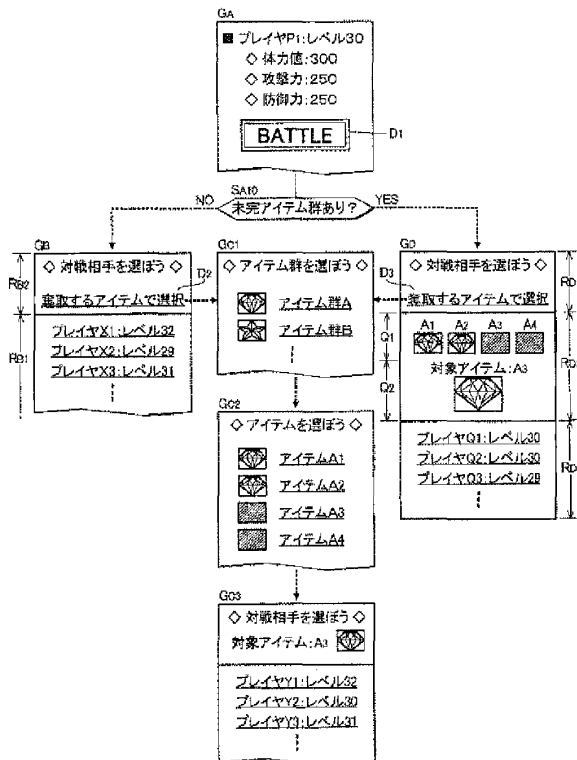 GA
■ プレイヤP1:レベル30
◇ 体力値:300
◇ 攻撃力:250
◇ 防御力:250
BATTLE
D1
SA10
NO
未完アイテム群あり?
YES
GB
◇ 対戦相手を選ぼう ◇
D2
奪取するアイテムで選択
RB2
RB1
プレイヤX1:レベル32
プレイヤX2:レベル29
プレイヤX3:レベル31
GC1
◇ アイテム群を選ぼう ◇
アイテム群A
アイテム群B
GD
◇ 対戦相手を選ぼう ◇
D3
奪取するアイテムで選択
A1 A2 A3 A4
Q1
対象アイテム:A3
Q2
プレイヤQ1:レベル30
プレイヤQ2:レベル30
プレイヤQ3:レベル29
GC2
◇ アイテムを選ぼう ◇
アイテムA1
アイテムA2
アイテムA3
アイテムA4
GC3
◇ 対戦相手を選ぼう ◇
対象アイテム:A3
プレイヤY1:レベル32
プレイヤY2:レベル30
プレイヤY3:レベル31